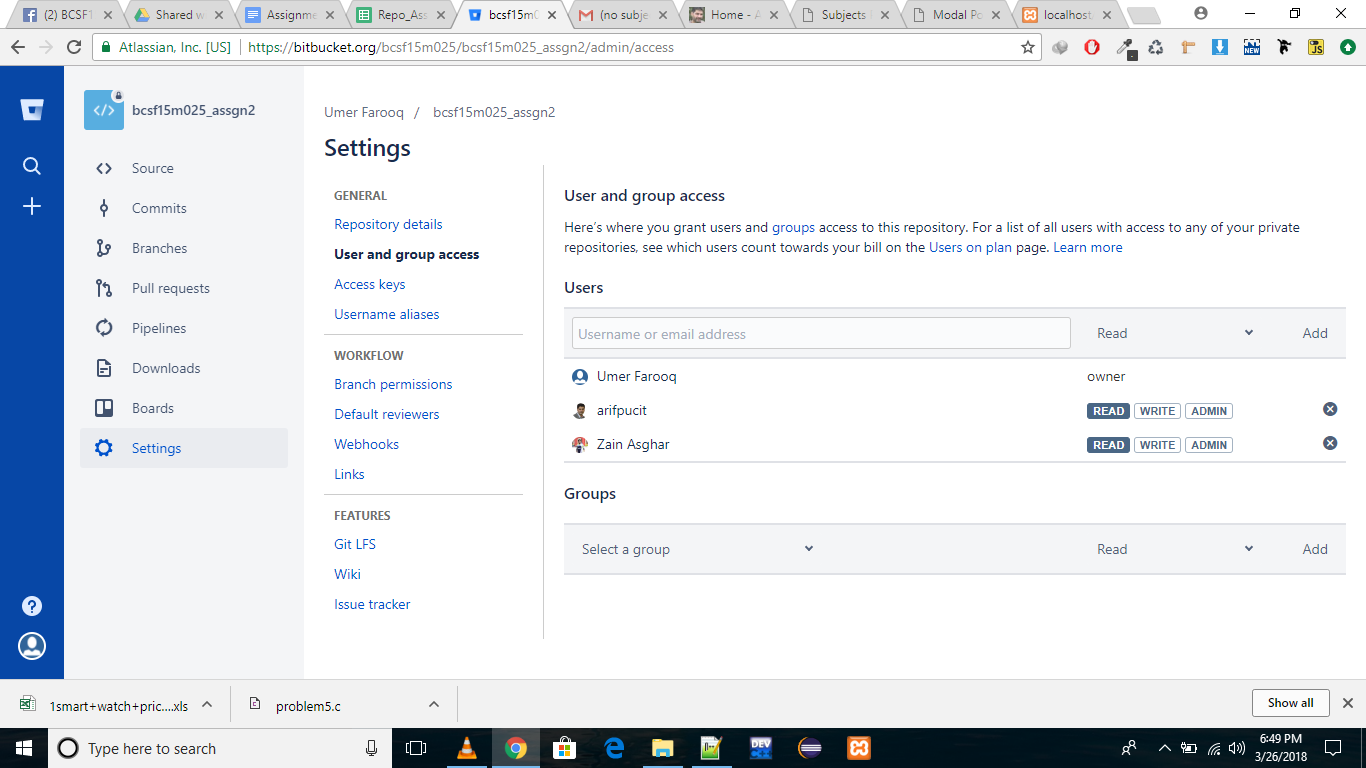 (2) BCSF1
Shared w
Assignme
Repo_Ass
bcsf15m0
(no subje
Home - A
Subjects
Modal Po
localhost
Atlassian, Inc. [US]
https://bitbucket.org/bcsf15m025/bcsf15m025_assgn2/admin/access
NEW
JS
bcsf15m025_assgn2
Source
Commits
Branches
Pull requests
Pipelines
Downloads
Boards
Settings
Umer Farooq / bcsf15m025_assgn2
Settings
GENERAL
Repository details
User and group access
Access keys
Username aliases
WORKFLOW
Branch permissions
Default reviewers
Webhooks
Links
FEATURES
Git LFS
Wiki
Issue tracker
User and group access
Here's where you grant users and groups access to this repository. For a list of all users with access to any of your private
repositories, see which users count towards your bill on the Users on plan page. Learn more
Users
Username or email address Read Add
Umer Farooq owner
arifpucit READ WRITE ADMIN
Zain Asghar READ WRITE ADMIN
Groups
Select a group Read Add
1smart+watch+pric....xls
problem5.c
Show all
Type here to search
DEV
6:49 PM
3/26/2018